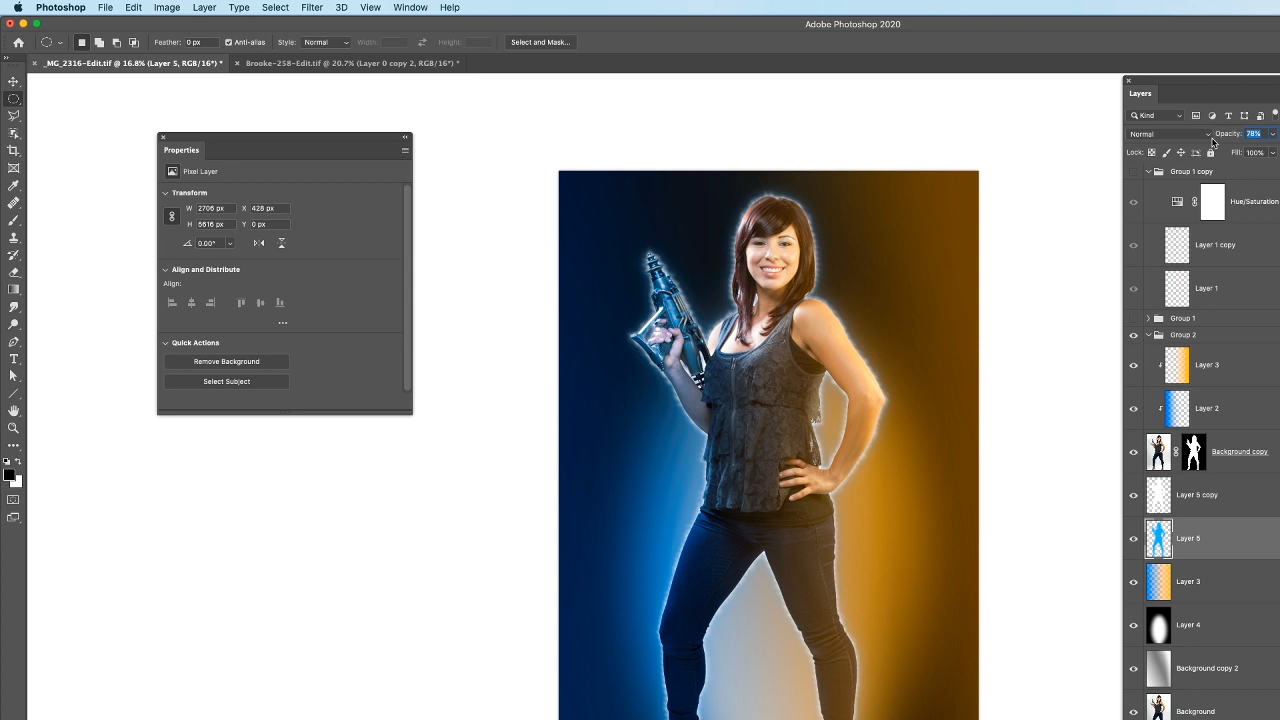 Photoshop File Edit Image Layer Type Select Filter 3D View Window Help
Adobe Photoshop 2020
Feather: 0 px Anti-alias Style: Normal Width: Height: Select and Mask...
_MG_2316-Edit.tif @ 16.8% (Layer 5, RGB/16*) * Brooke-258-Edit.tif @ 20.7% (Layer 0 copy 2, RGB/16*) *
Properties
Pixel Layer
Transform
W 2706 px X 428 px
H 5616 px Y 0 px
0.00°
Align and Distribute
Align:
Quick Actions
Remove Background
Select Subject
Layers
Kind
Normal Opacity: 78%
Lock: Fill: 100%
Group 1 copy
Hue/Saturation
Layer 1 copy
Layer 1
Group 1
Group 2
Layer 3
Layer 2
Background copy
Layer 5 copy
Layer 5
Layer 3
Layer 4
Background copy 2
Background